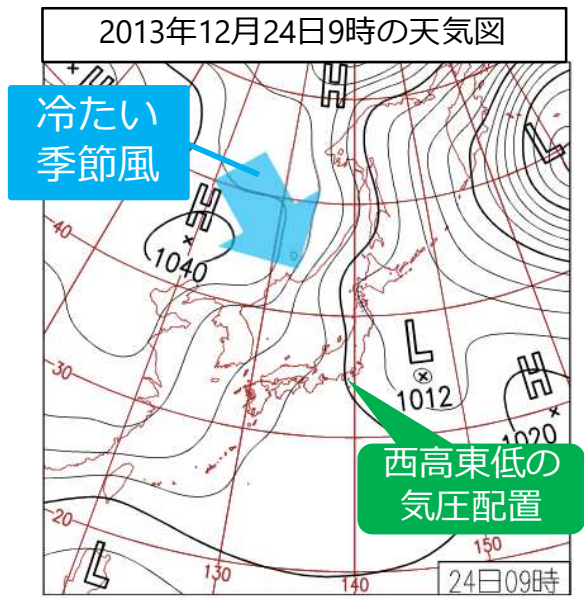 2013年12月24日9時の天気図
冷たい
季節風
H
H
H
L
40
1040
30
L
1012
H
1020
西高東低の
気圧配置
20
L
130
140
150
24日09時